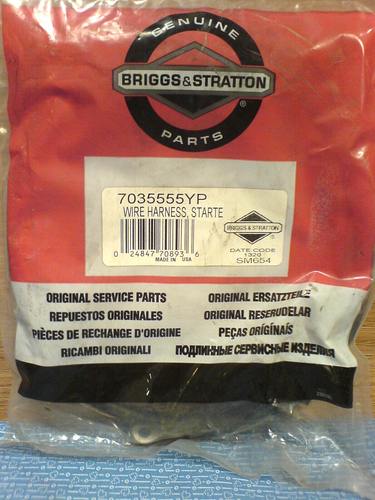 GENUINE
BRIGGS&STRATTON
®
PARTS
7035555YP
WIRE HARNESS, STARTE
0 24847 70893 6
MADE IN USA
BRIGGS & STRATTON
DATE CODE
1320
SM654
ORIGINAL SERVICE PARTS
ORIGINAL ERSATZTEILE
REPUESTOS ORIGINALES
ORIGINAL RESERUDELAR
PIÈCES DE RECHANGE D'ORIGINE
PEÇAS ORIGINAIS
RICAMBI ORIGINALI
ПОДЛИННЫЕ СЕРВИСНЫЕ ИЗДЕЛИЯ